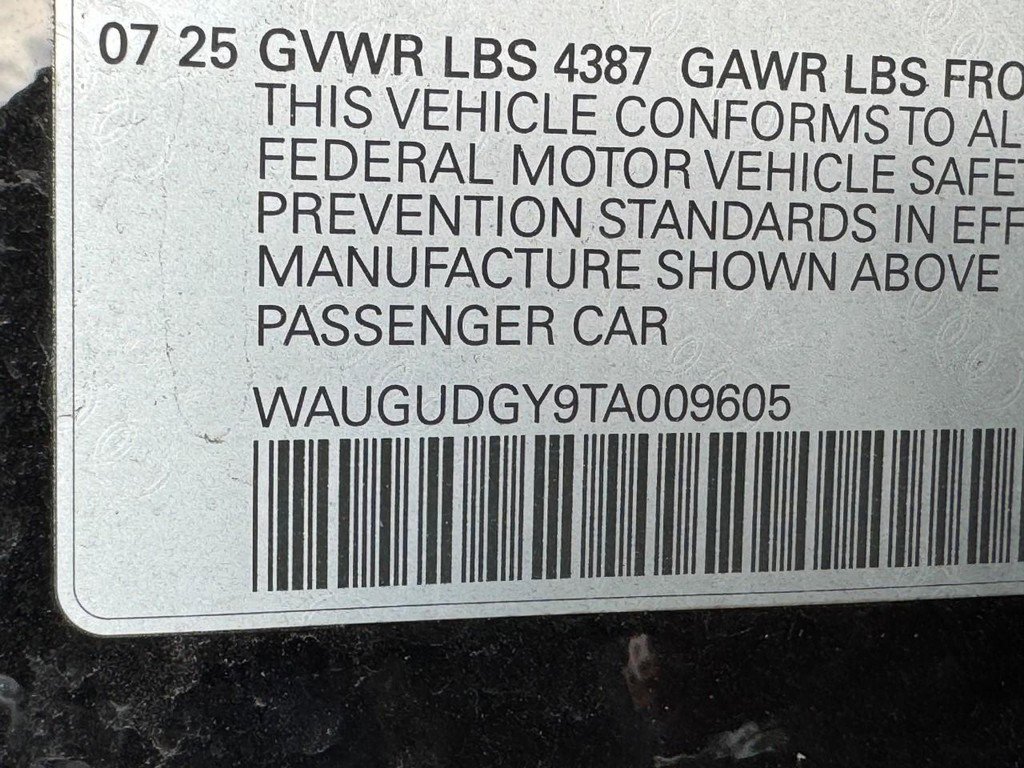 07 25 GVWR LBS 4387 GAWR LBS FRO
THIS VEHICLE CONFORMS TO AL
FEDERAL MOTOR VEHICLE SAFET
PREVENTION STANDARDS IN EFF
MANUFACTURE SHOWN ABOVE
PASSENGER CAR
WAUGUDGY9TA009605